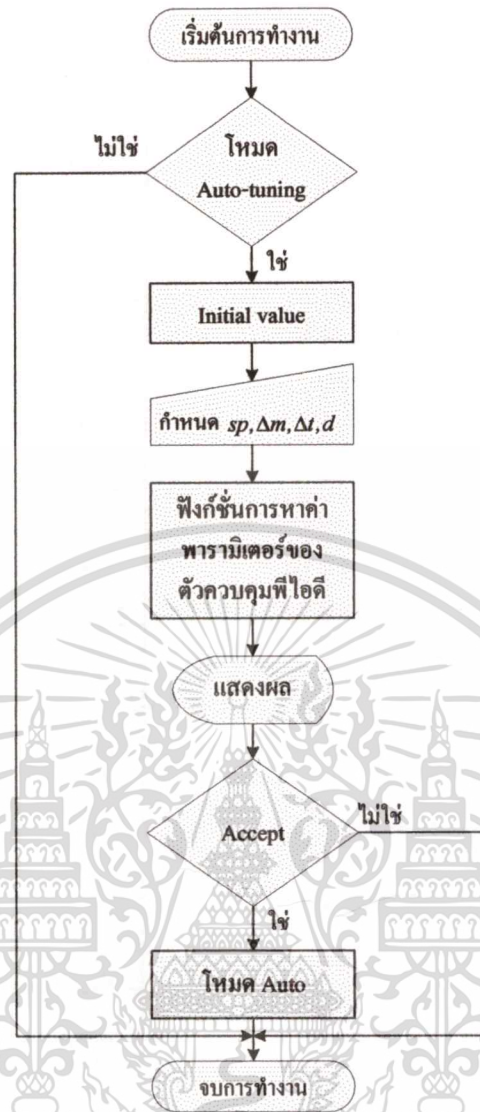 เริ่มต้นการทำงาน
ไม่ใช่
โหมด
Auto-tuning
ใช่
Initial value
กำหนด sp, Δm, Δt, d
ฟังก์ชั่นการหาค่า
พารามิเตอร์ของ
ตัวควบคุมพีไอดี
แสดงผล
Accept
ไม่ใช่
ใช่
โหมด Auto
จบการทำงาน